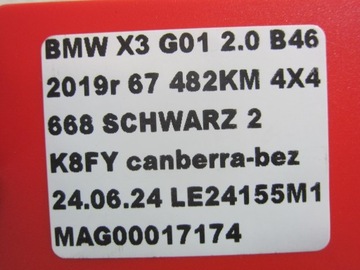 BMW X3 G01 2.0 B46
2019r 67 482KM 4X4
668 SCHWARZ 2
K8FY canberra-bez
24.06.24 LE24155M1
MAG00017174